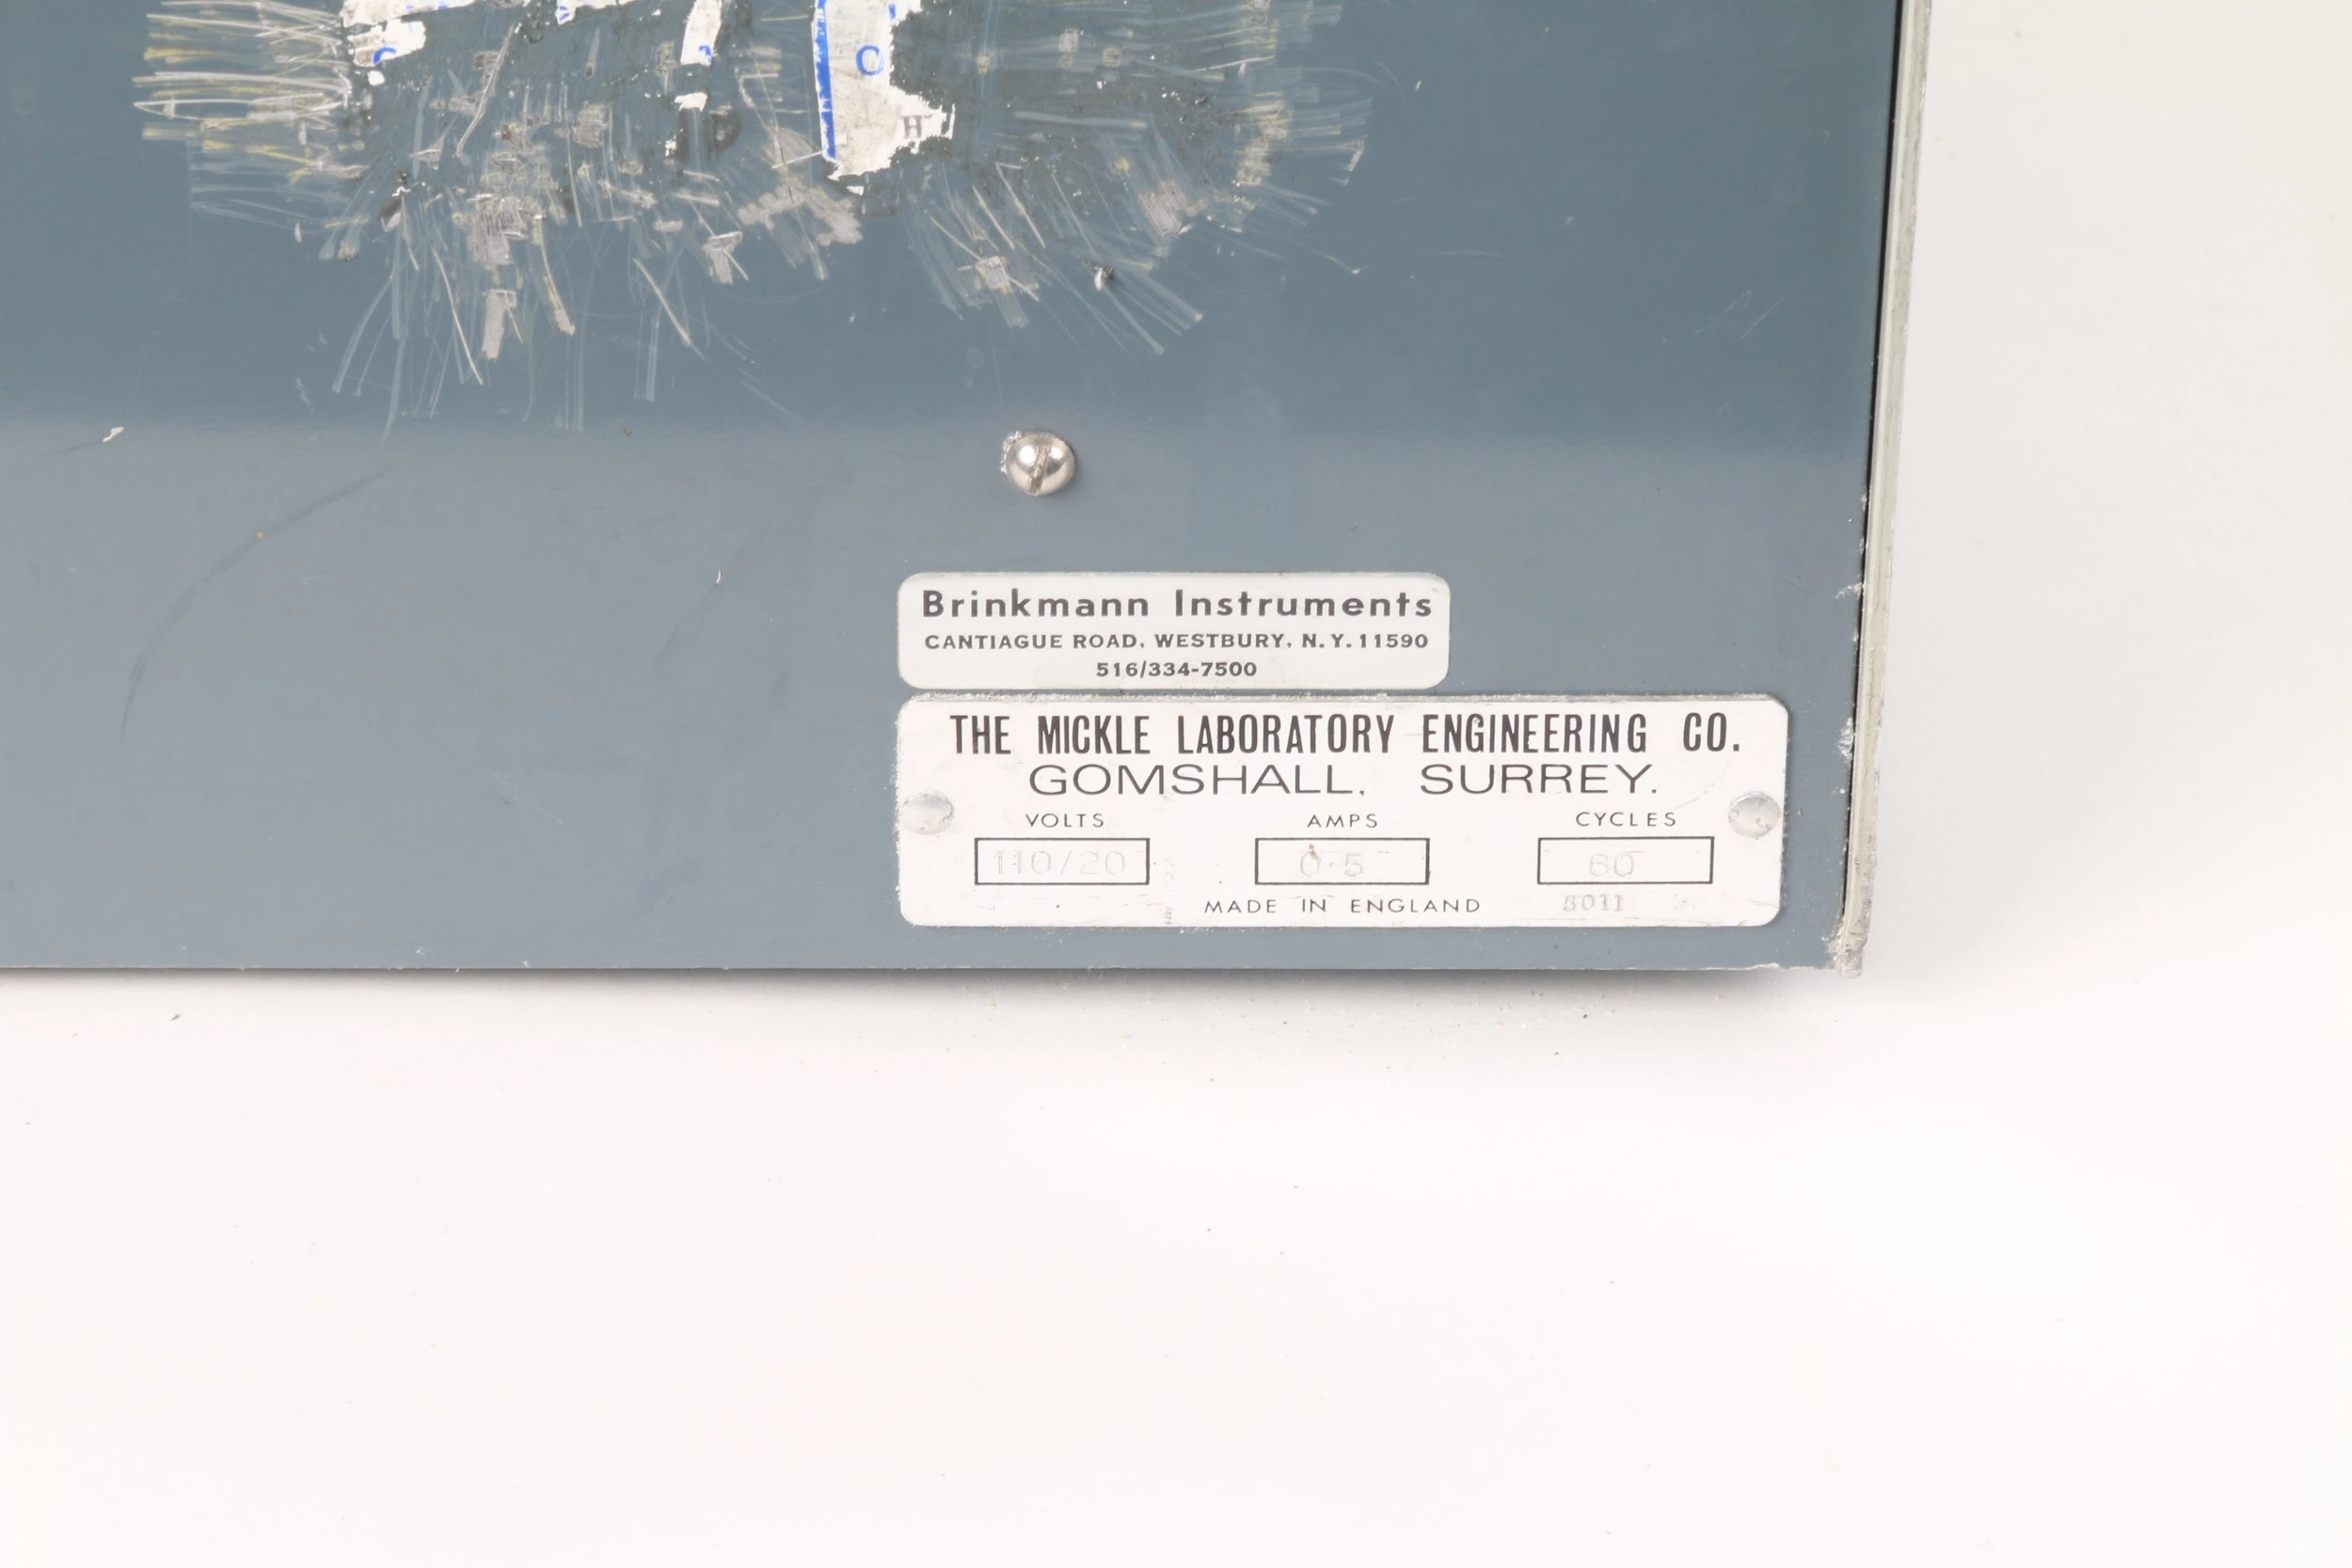 O
H
Brinkmann Instruments
CANTIAGUE ROAD, WESTBURY, N.Y. 11590
516/334-7500
THE MICKLE LABORATORY ENGINEERING CO.
GOMSHALL, SURREY.
VOLTS AMPS CYCLES
110/20 0·5 60
MADE IN ENGLAND